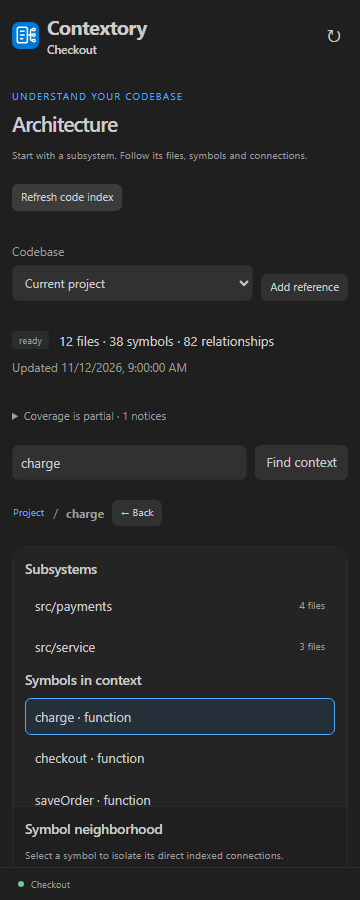 Contextory
Checkout
UNDERSTAND YOUR CODEBASE
Architecture
Start with a subsystem. Follow its files, symbols and connections.
Refresh code index
Codebase
Current project
Add reference
ready 12 files · 38 symbols · 82 relationships
Updated 11/12/2026, 9:00:00 AM
Coverage is partial · 1 notices
charge
Find context
Project / charge ← Back
Subsystems
src/payments 4 files
src/service 3 files
Symbols in context
charge · function
checkout · function
saveOrder · function
Symbol neighborhood
Select a symbol to isolate its direct indexed connections.
Checkout